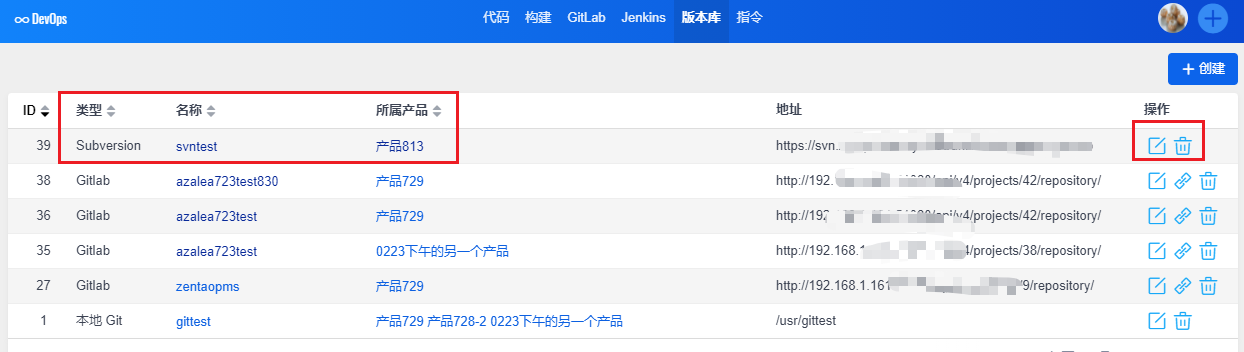 DevOps 代码 构建 GitLab Jenkins 版本库 指令
创建
ID 类型 名称 所属产品 地址 操作
39 Subversion svntest 产品813 https://svn.
38 Gitlab azalea723test830 产品729 http://192. /v4/projects/42/repository/
36 Gitlab azalea723test 产品729 http://192. /v4/projects/42/repository/
35 Gitlab azalea723test 0223下午的另一个产品 http://192.168.1. /projects/38/repository/
27 Gitlab zentaopms 产品729 http://192.168.1.161 /9/repository/
1 本地 Git gittest 产品729 产品728-2 0223下午的另一个产品 /usr/gittest